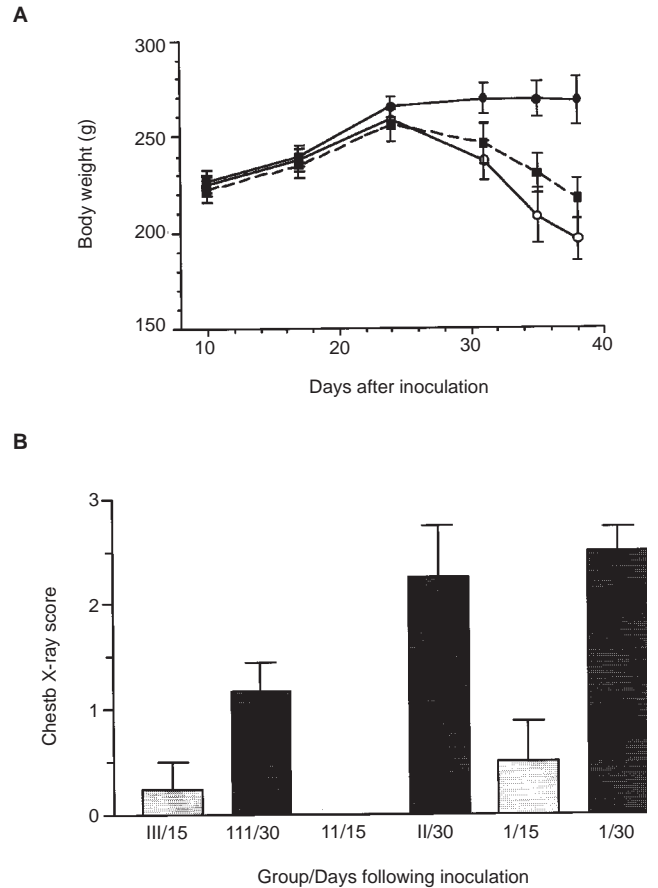 A
300
250
200
150
Body weight (g)
10 20 30 40
Days after inoculation
B
3
2
1
0
Chestb X-ray score
III/15 111/30 11/15 II/30 1/15 1/30
Group/Days following inoculation